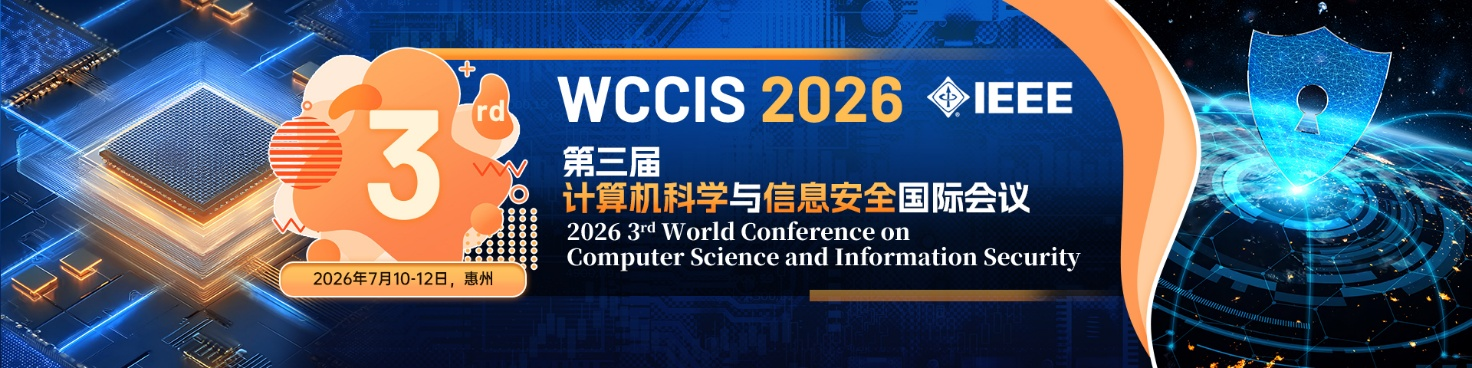 3rd
2026年7月10-12日，惠州
WCCIS 2026 IEEE
第三届
计算机科学与信息安全国际会议
2026 3rd World Conference on
Computer Science and Information Security